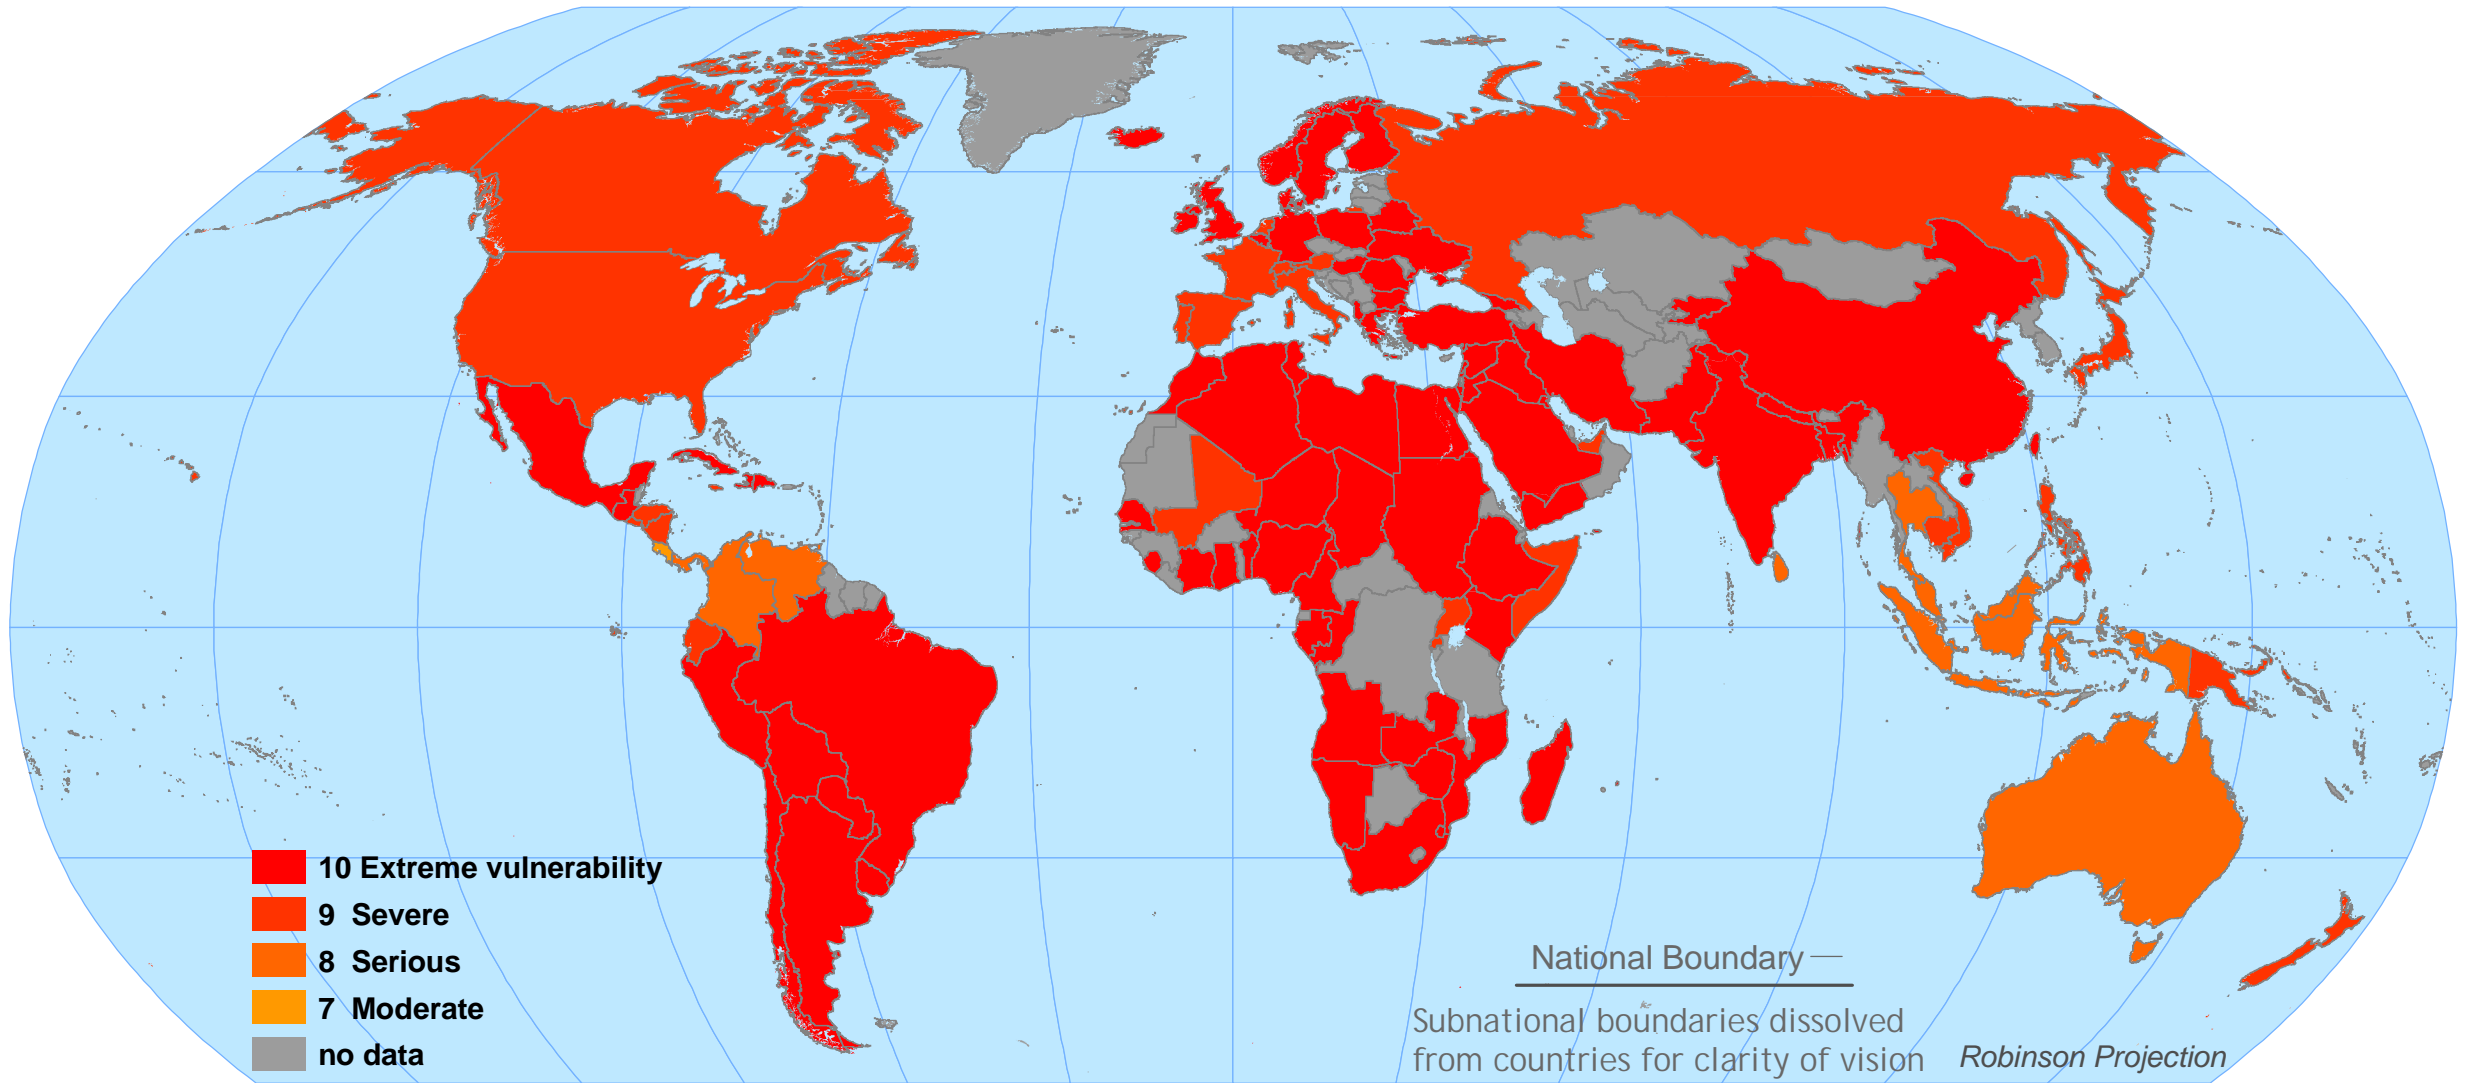 10 Extreme vulnerability
9 Severe
8 Serious
7 Moderate
no data
National Boundary
Subnational boundaries dissolved
from countries for clarity of vision
Robinson Projection